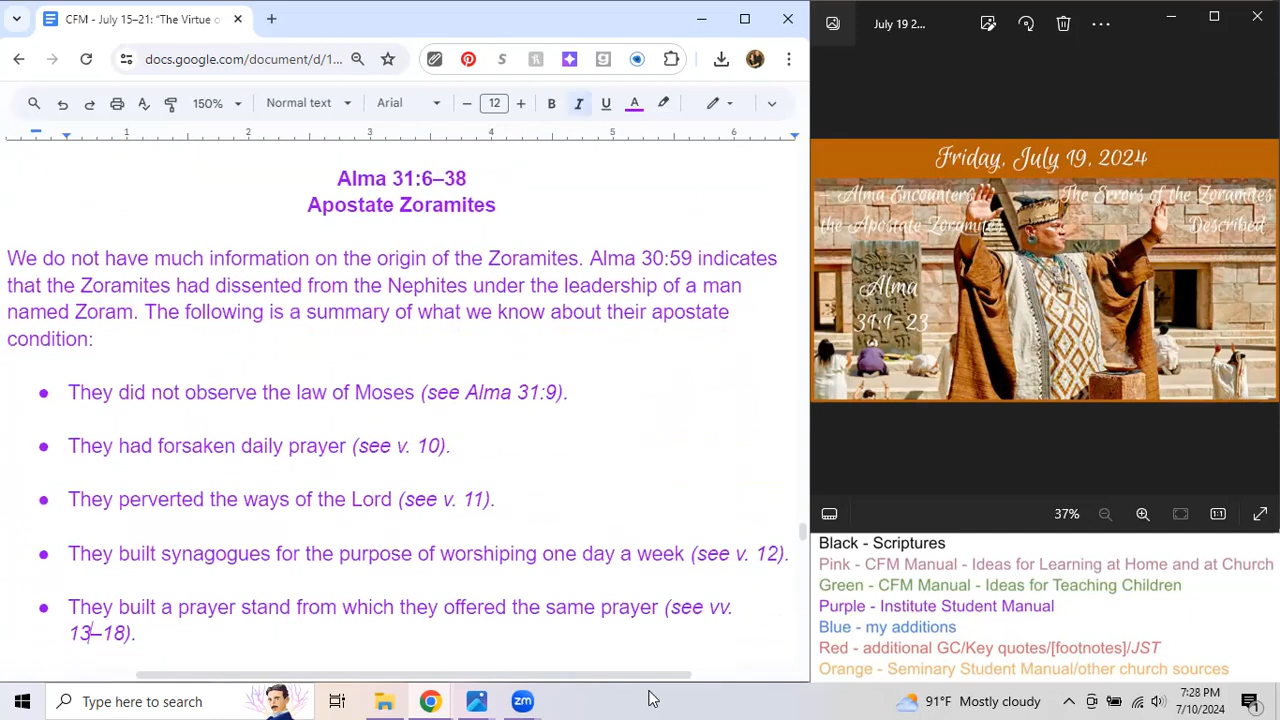 CFM - July 15–21: “The Virtue o
docs.google.com/document/d/1...
150%
Normal text
Arial
12
B
I
U
A
1
2
3
4
5
6
Alma 31:6–38
Apostate Zoramites
We do not have much information on the origin of the Zoramites. Alma 30:59 indicates
that the Zoramites had dissented from the Nephites under the leadership of a man
named Zoram. The following is a summary of what we know about their apostate
condition:
● They did not observe the law of Moses (see Alma 31:9).
● They had forsaken daily prayer (see v. 10).
● They perverted the ways of the Lord (see v. 11).
● They built synagogues for the purpose of worshiping one day a week (see v. 12).
● They built a prayer stand from which they offered the same prayer (see vv.
13–18).
July 19 2...
Friday, July 19, 2024
– Alma Encounters
the Apostate Zoramites
The Errors of the Zoramites
Described
Alma
31:1–23
37%
1:1
Black - Scriptures
Pink - CFM Manual - Ideas for Learning at Home and at Church
Green - CFM Manual - Ideas for Teaching Children
Purple - Institute Student Manual
Blue - my additions
Red - additional GC/Key quotes/[footnotes]/JST
Orange - Seminary Student Manual/other church sources
Type here to search
zm
91°F Mostly cloudy
7:28 PM
7/10/2024
1